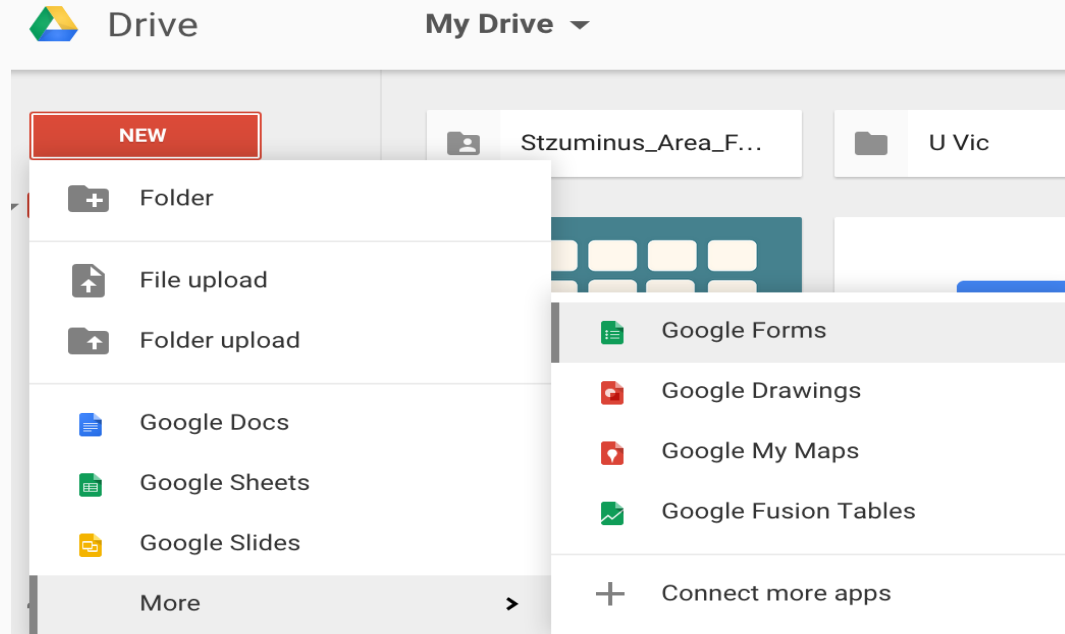 Drive
My Drive
NEW
Stzuminus_Area_F...
U Vic
Folder
File upload
Folder upload
Google Docs
Google Sheets
Google Slides
More
Google Forms
Google Drawings
Google My Maps
Google Fusion Tables
Connect more apps